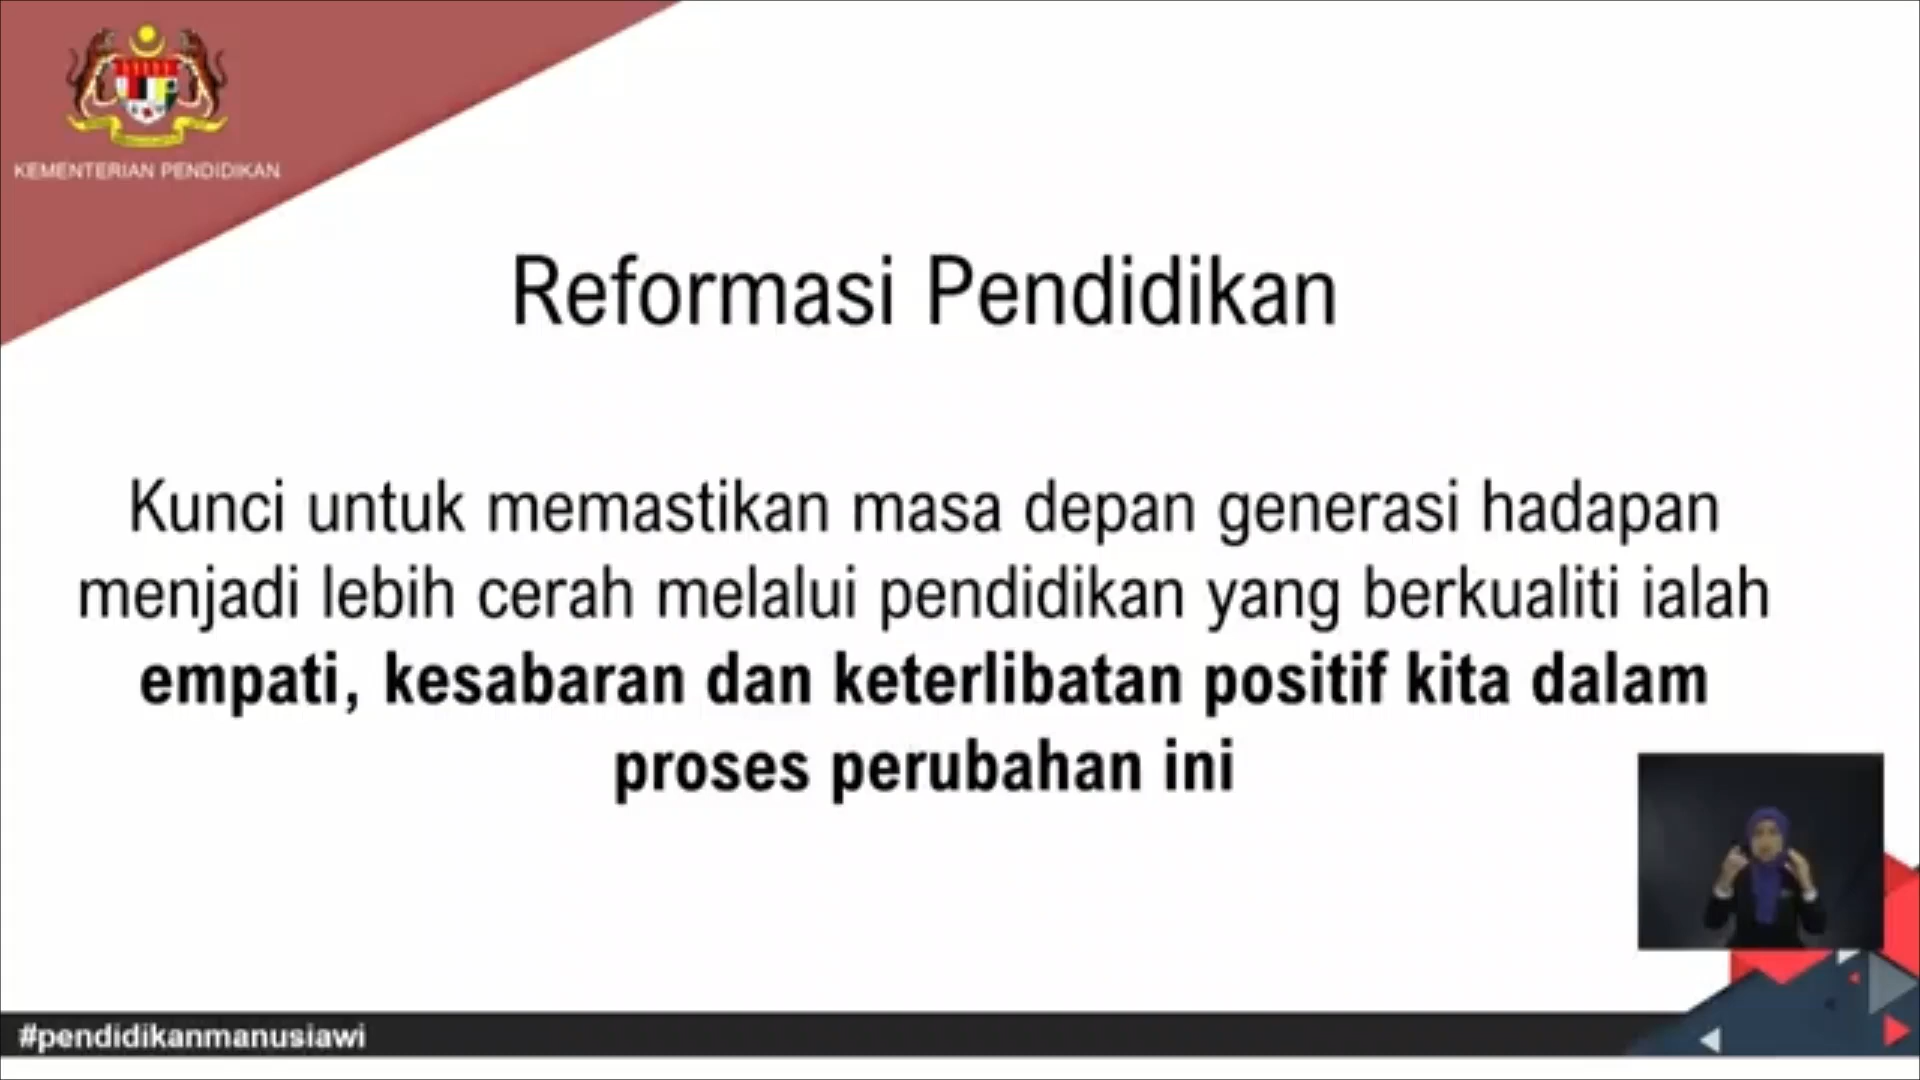 KEMENTERIAN PENDIDIKAN
Reformasi Pendidikan
Kunci untuk memastikan masa depan generasi hadapan
menjadi lebih cerah melalui pendidikan yang berkualiti ialah
empati, kesabaran dan keterlibatan positif kita dalam
proses perubahan ini
#pendidikanmanusiawi